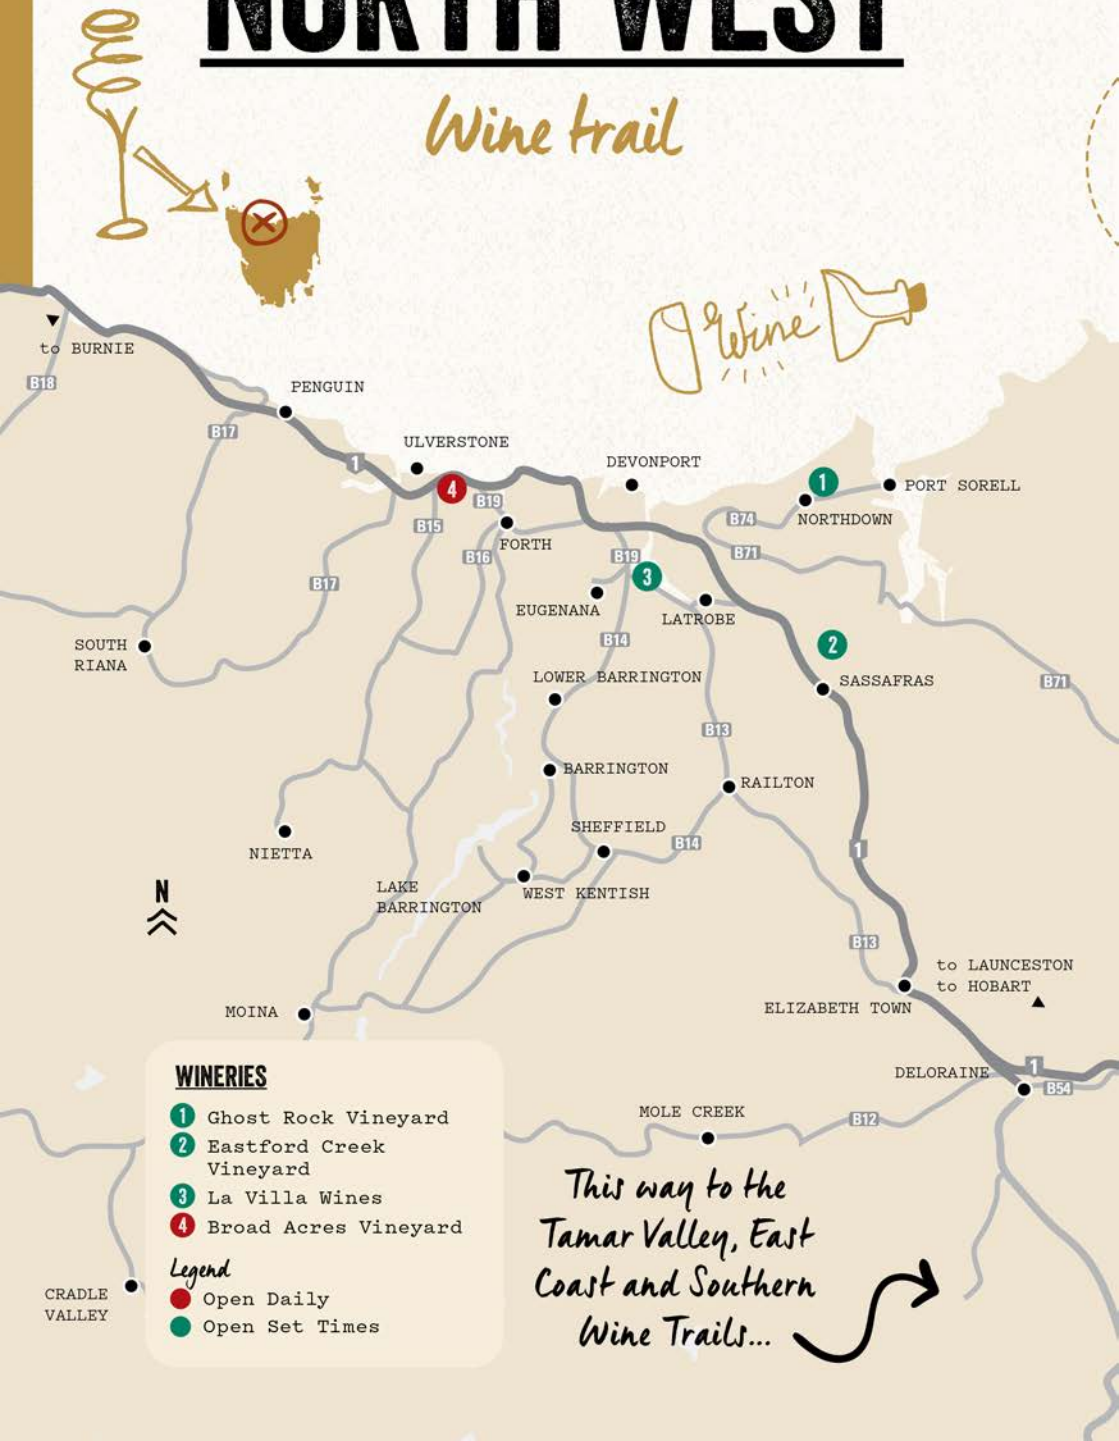 NORTH WEST
Wine trail
Wine
to BURNIE
B18
PENGUIN
B17
ULVERSTONE
1
DEVONPORT
4
B19
1
PORT SORELL
B15
B74
NORTHDOWN
FORTH
B16
B19
B71
B17
3
EUGENANA
LATROBE
B14
2
SOUTH
RIANA
LOWER BARRINGTON
SASSAFRAS
B71
B13
BARRINGTON
RAILTON
SHEFFIELD
B14
1
NIETTA
LAKE
BARRINGTON
WEST KENTISH
N
B13
to LAUNCESTON
to HOBART
MOINA
ELIZABETH TOWN
DELORAINE
1
B54
MOLE CREEK
B12
WINERIES
1 Ghost Rock Vineyard
2 Eastford Creek
Vineyard
3 La Villa Wines
4 Broad Acres Vineyard
Legend
Open Daily
Open Set Times
CRADLE
VALLEY
This way to the
Tamar Valley, East
Coast and Southern
Wine Trails...